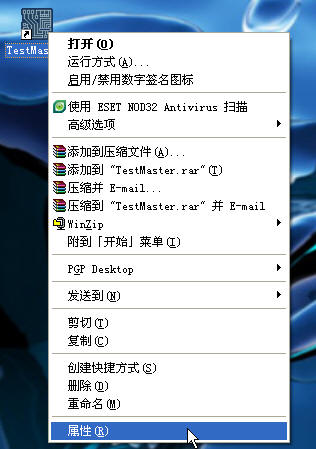 TestMas
打开(O)
运行方式(A)...
启用/禁用数字签名图标
使用 ESET NOD32 Antivirus 扫描
高级选项
添加到压缩文件(A)...
添加到 "TestMaster.rar"(T)
压缩并 E-mail...
压缩到 "TestMaster.rar" 并 E-mail
WinZip
附到「开始」菜单(I)
PGP Desktop
发送到(N)
剪切(T)
复制(C)
创建快捷方式(S)
删除(D)
重命名(M)
属性(R)